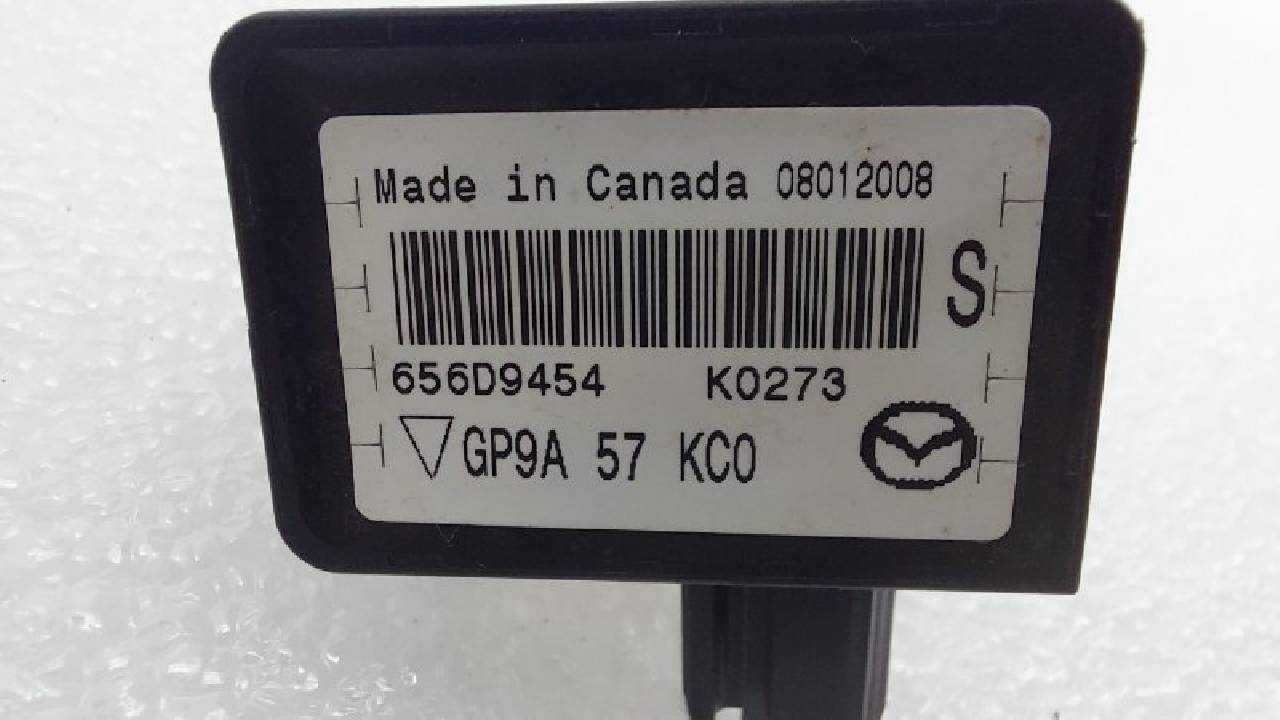 Made in Canada 08012008
S
656D9454 K0273
GP9A 57 KC0